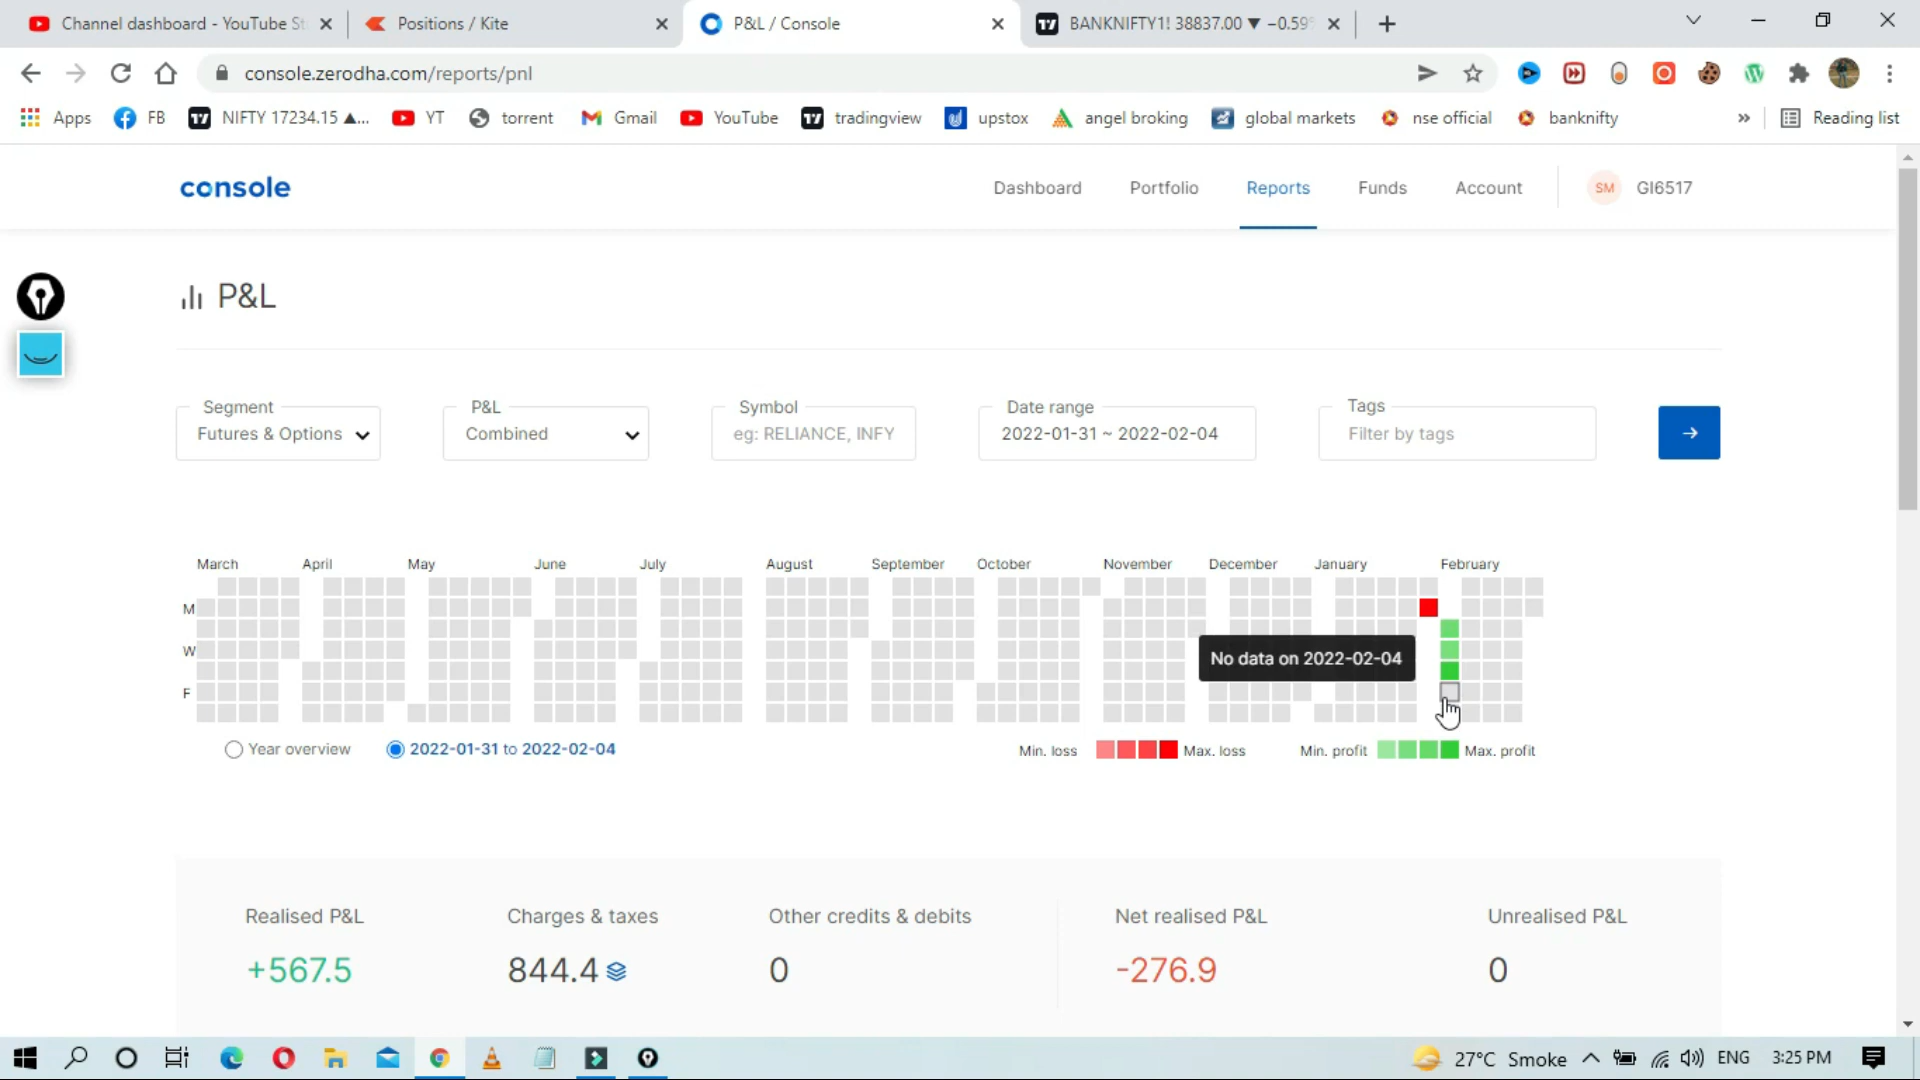 Channel dashboard - YouTube St
Positions / Kite
P&L / Console
BANKNIFTY1! 38837.00 ▼ −0.59%
console.zerodha.com/reports/pnl
Apps
FB
NIFTY 17234.15 ▲...
YT
torrent
Gmail
YouTube
tradingview
upstox
angel broking
global markets
nse official
banknifty
»
Reading list
console
Dashboard
Portfolio
Reports
Funds
Account
SM
GI6517
P&L
Segment
P&L
Symbol
Date range
Tags
Futures & Options
Combined
eg: RELIANCE, INFY
2022-01-31 ~ 2022-02-04
Filter by tags
March
April
May
June
July
August
September
October
November
December
January
February
M
W
F
No data on 2022-02-04
Year overview
2022-01-31 to 2022-02-04
Min. loss
Max. loss
Min. profit
Max. profit
Realised P&L
Charges & taxes
Other credits & debits
Net realised P&L
Unrealised P&L
+567.5
844.4
0
-276.9
0
27°C Smoke
ENG
3:25 PM